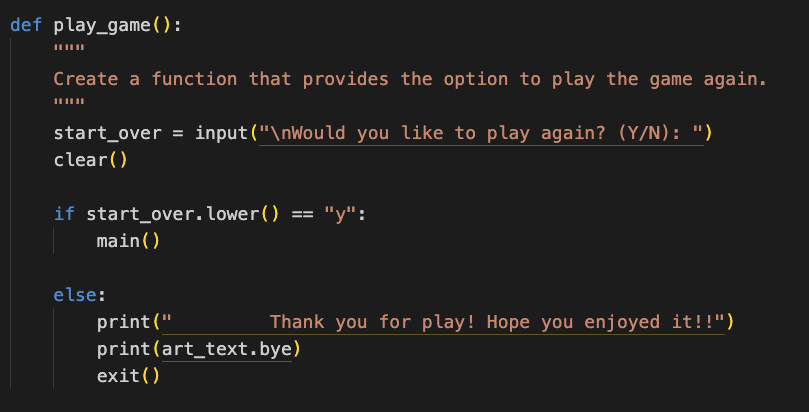 def play_game():
    """
    Create a function that provides the option to play the game again.
    """
    start_over = input("\nWould you like to play again? (Y/N): ")
    clear()

    if start_over.lower() == "y":
        main()

    else:
        print("         Thank you for play! Hope you enjoyed it!!")
        print(art_text.bye)
        exit()